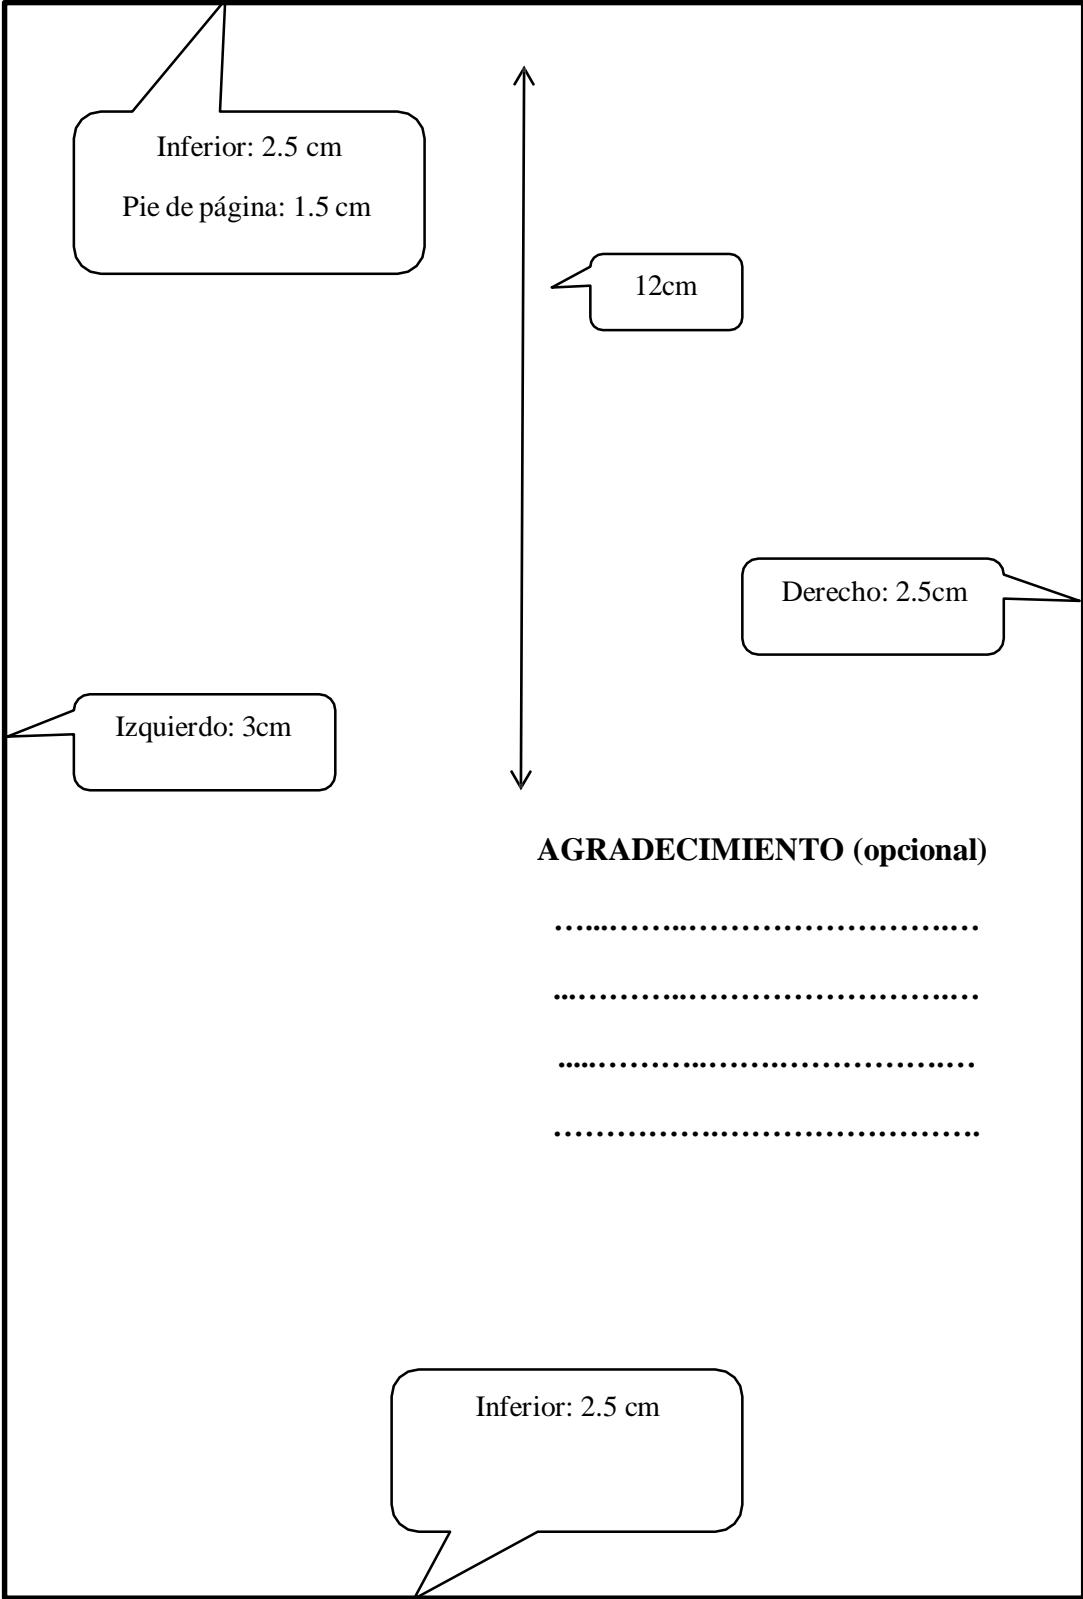 Inferior: 2.5 cm
Pie de página: 1.5 cm
12cm
Derecho: 2.5cm
Izquierdo: 3cm
AGRADECIMIENTO (opcional)
…...……..……………………….…
...………...……………………….…
.....………..…….……………….…
……………..…………………….
Inferior: 2.5 cm